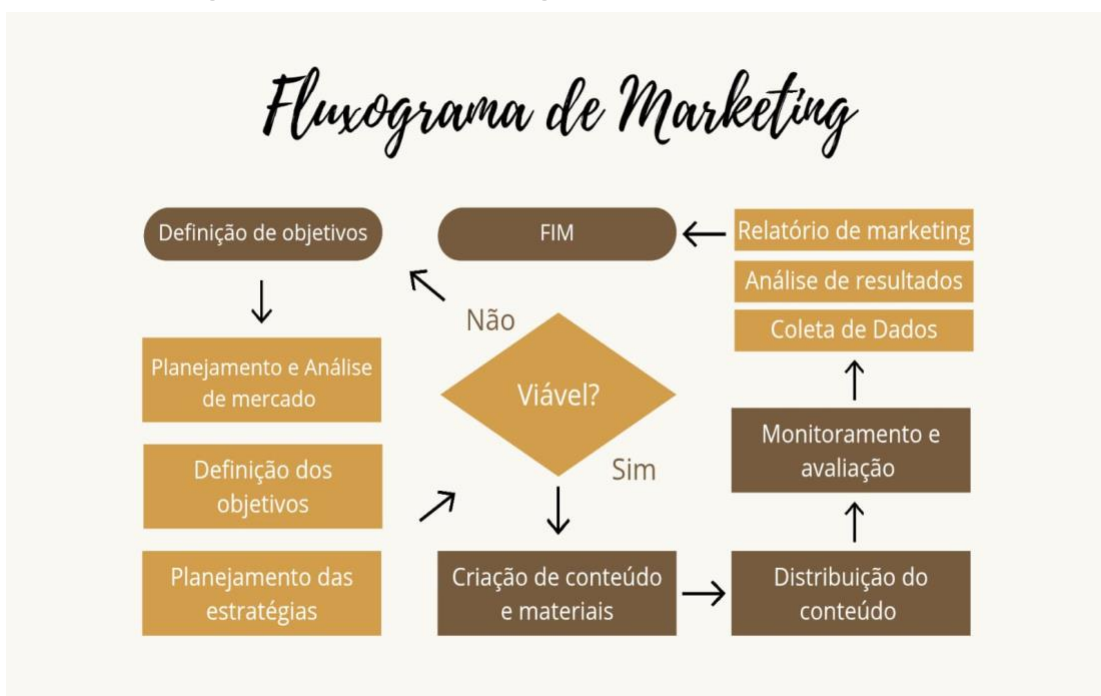 Fluxograma de Marketing
Definição de objetivos
Planejamento e Análise
de mercado
Definição dos
objetivos
Planejamento das
estratégias
FIM
Não
Viável?
Sim
Criação de conteúdo
e materiais
Relatório de marketing
Análise de resultados
Coleta de Dados
Monitoramento e
avaliação
Distribuição do
conteúdo